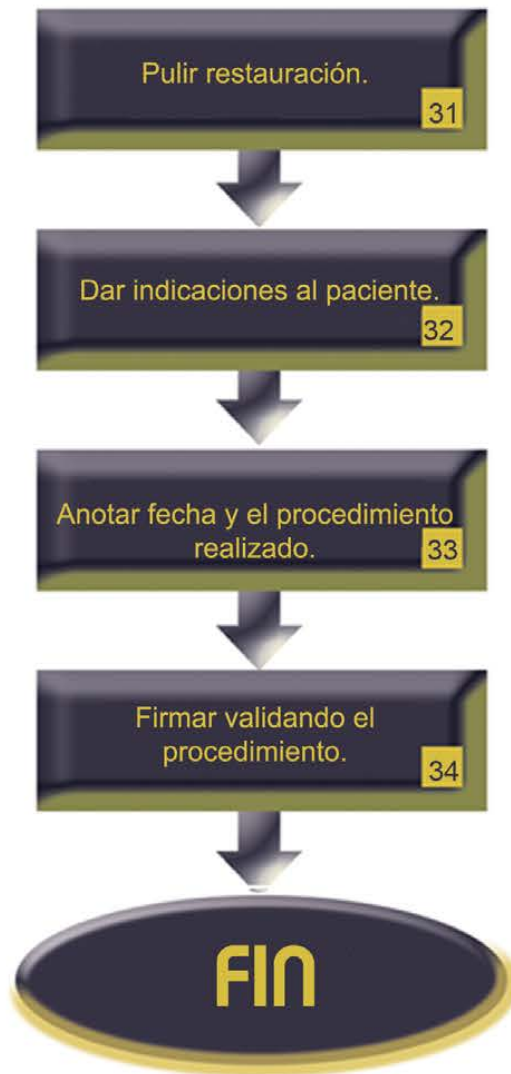 Pulir restauración.
31
Dar indicaciones al paciente.
32
Anotar fecha y el procedimiento
realizado.
33
Firmar validando el
procedimiento.
34
FIN